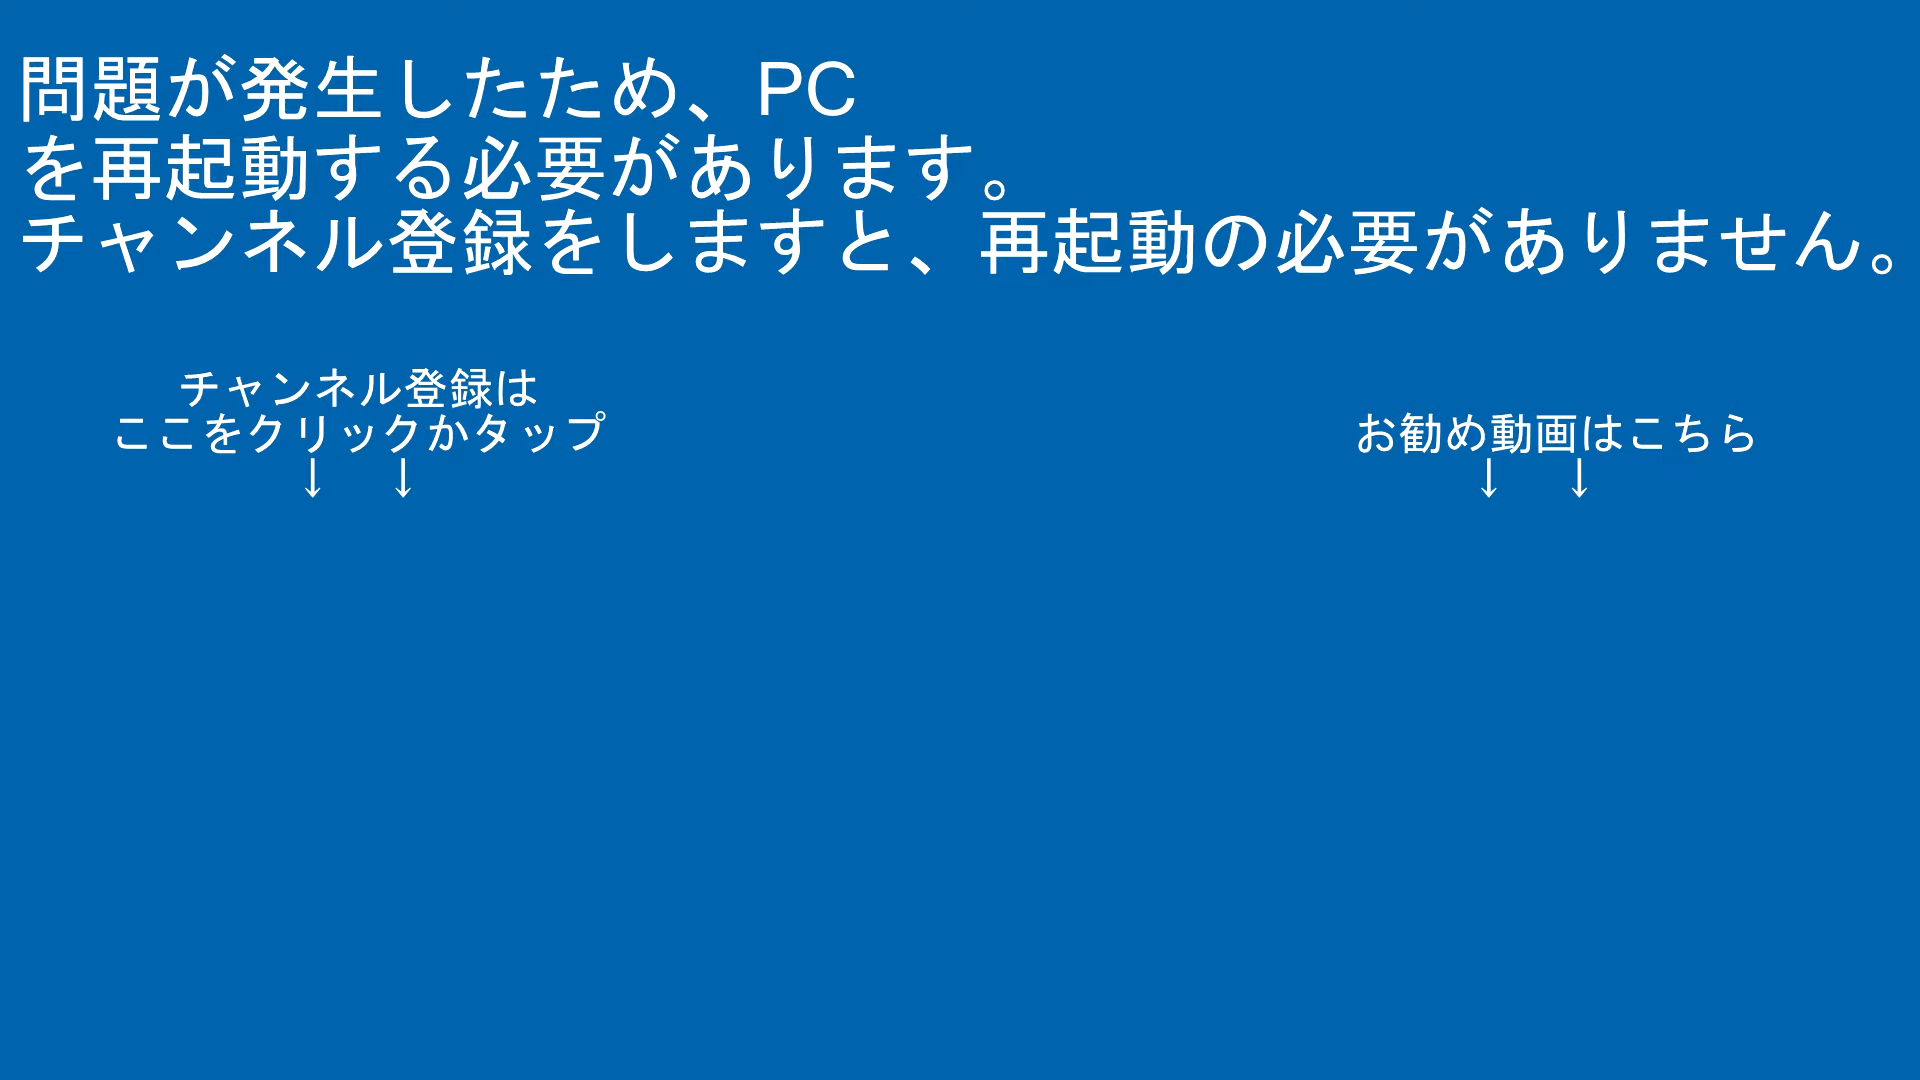 問題が発生したため、PC
を再起動する必要があります。
チャンネル登録をしますと、再起動の必要がありません。
チャンネル登録は
ここをクリックかタップ
↓　↓
お勧め動画はこちら
↓　↓